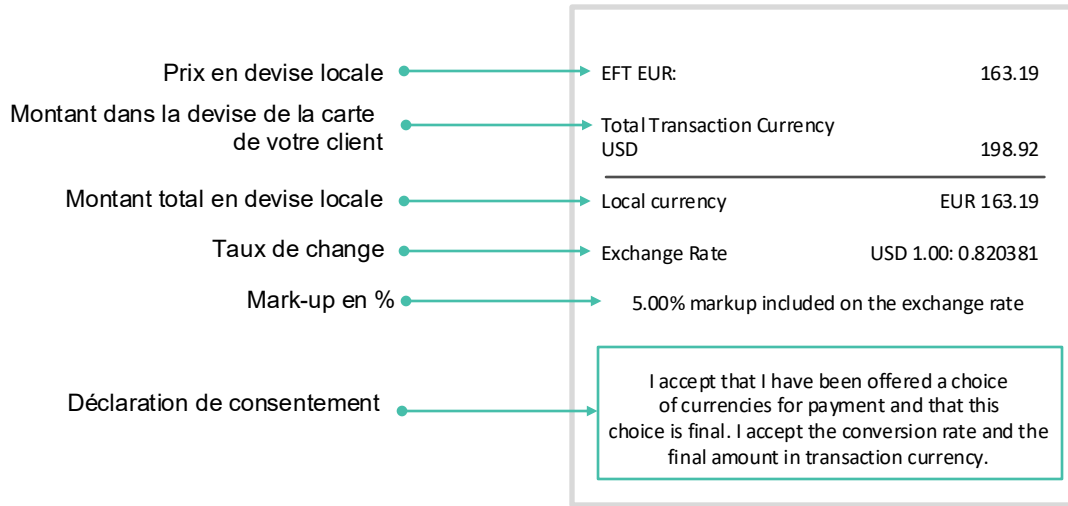 Prix en devise locale
EFT EUR: 163.19
Montant dans la devise de la carte
de votre client
Total Transaction Currency
USD 198.92
Montant total en devise locale
Local currency EUR 163.19
Taux de change
Exchange Rate USD 1.00: 0.820381
Mark-up en %
5.00% markup included on the exchange rate
Déclaration de consentement
I accept that I have been offered a choice
of currencies for payment and that this
choice is final. I accept the conversion rate and the
final amount in transaction currency.